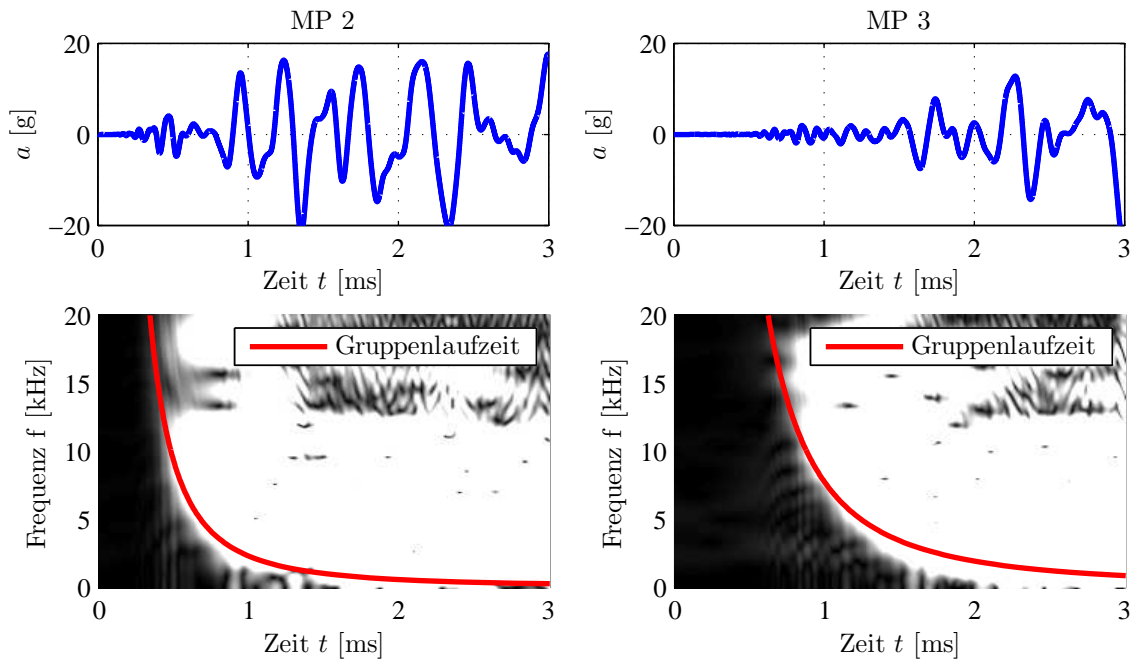 MP 2
20
0
−20
a [g]
0 1 2 3
Zeit t [ms]
MP 3
20
0
−20
a [g]
0 1 2 3
Zeit t [ms]
20
15
10
5
0
Frequenz f [kHz]
Gruppenlaufzeit
0 1 2 3
Zeit t [ms]
20
15
10
5
0
Frequenz f [kHz]
Gruppenlaufzeit
0 1 2 3
Zeit t [ms]